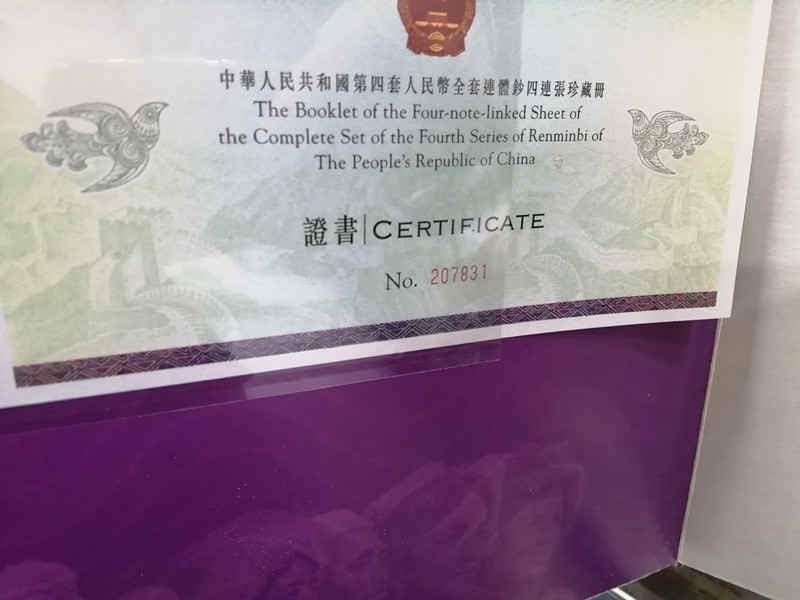 中華人民共和國第四套人民幣全套連體鈔四連張珍藏冊
The Booklet of the Four-note-linked Sheet of
the Complete Set of the Fourth Series of Renminbi of
The People's Republic of China
證書|CERTIFICATE
No. 207831